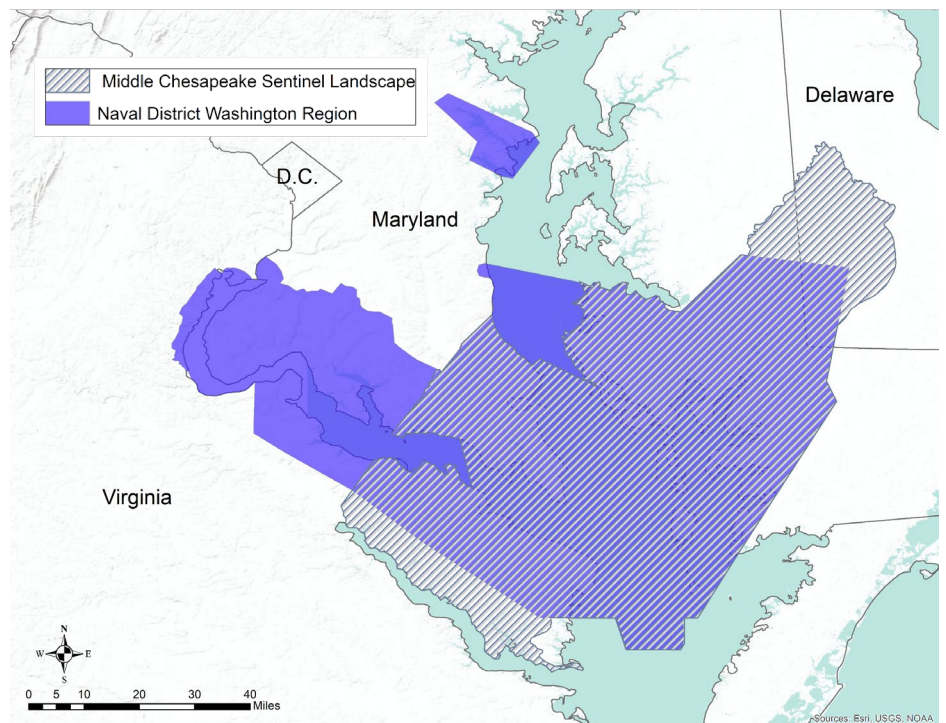 Middle Chesapeake Sentinel Landscape
Naval District Washington Region
Delaware
D.C.
Maryland
Virginia
N
W E
S
0 5 10 20 30 40
Miles
Sources: Esri, USGS, NOAA